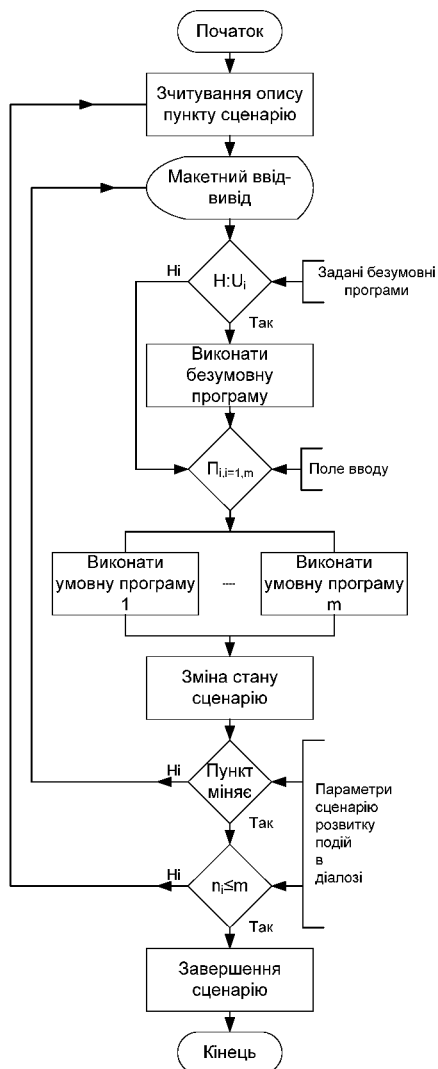 Початок
Зчитування опису
пункту сценарію
Макетний ввід-
вивід
Ні
H:Ui
Задані безумовні
програми
Так
Виконати
безумовну
програму
Пi,i=1,m
Поле вводу
Виконати
умовну програму
1
----
Виконати
умовну програму
m
Зміна стану
сценарію
Ні
Пункт
міняє
Так
Параметри
сценарію
розвитку
подій
в
діалозі
Ні
ni≤m
Так
Завершення
сценарію
Кінець